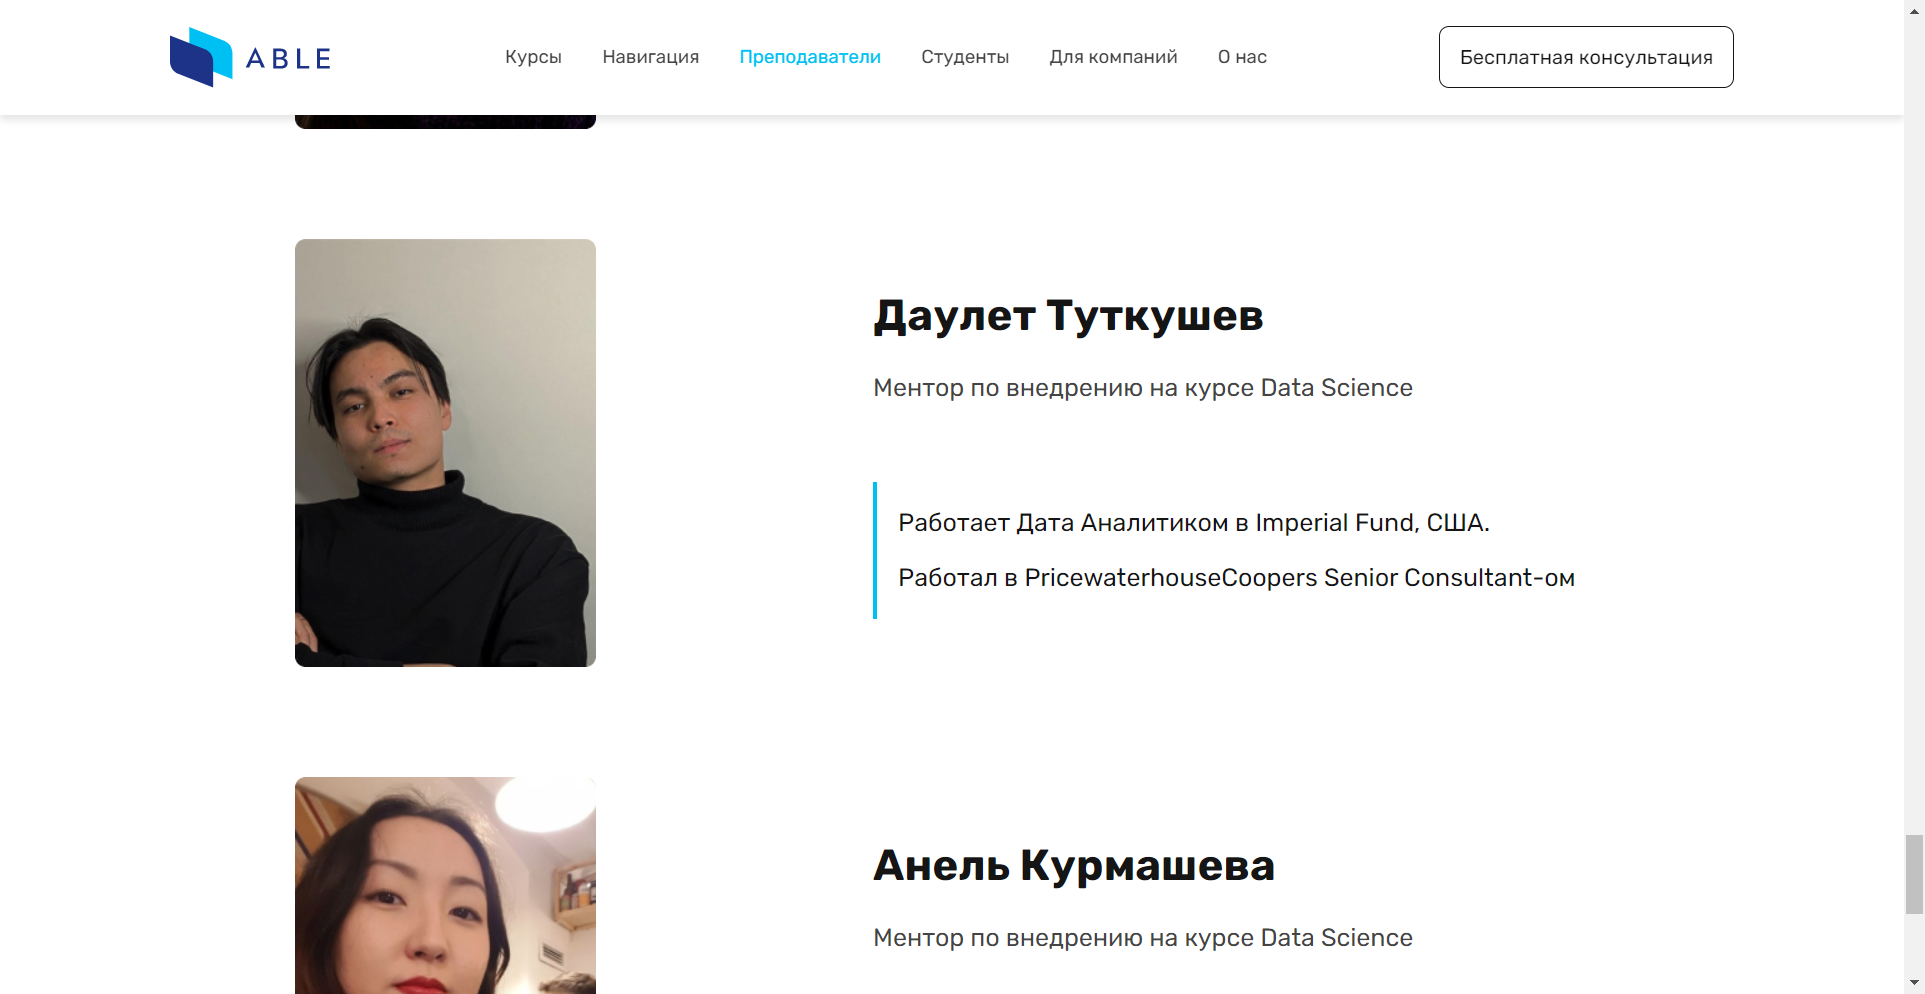 ABLE
Курсы Навигация Преподаватели Студенты Для компаний О нас
Бесплатная консультация
Даулет Туткушев
Ментор по внедрению на курсе Data Science
Работает Дата Аналитиком в Imperial Fund, США.
Работал в PricewaterhouseCoopers Senior Consultant-ом
Анель Курмашева
Ментор по внедрению на курсе Data Science